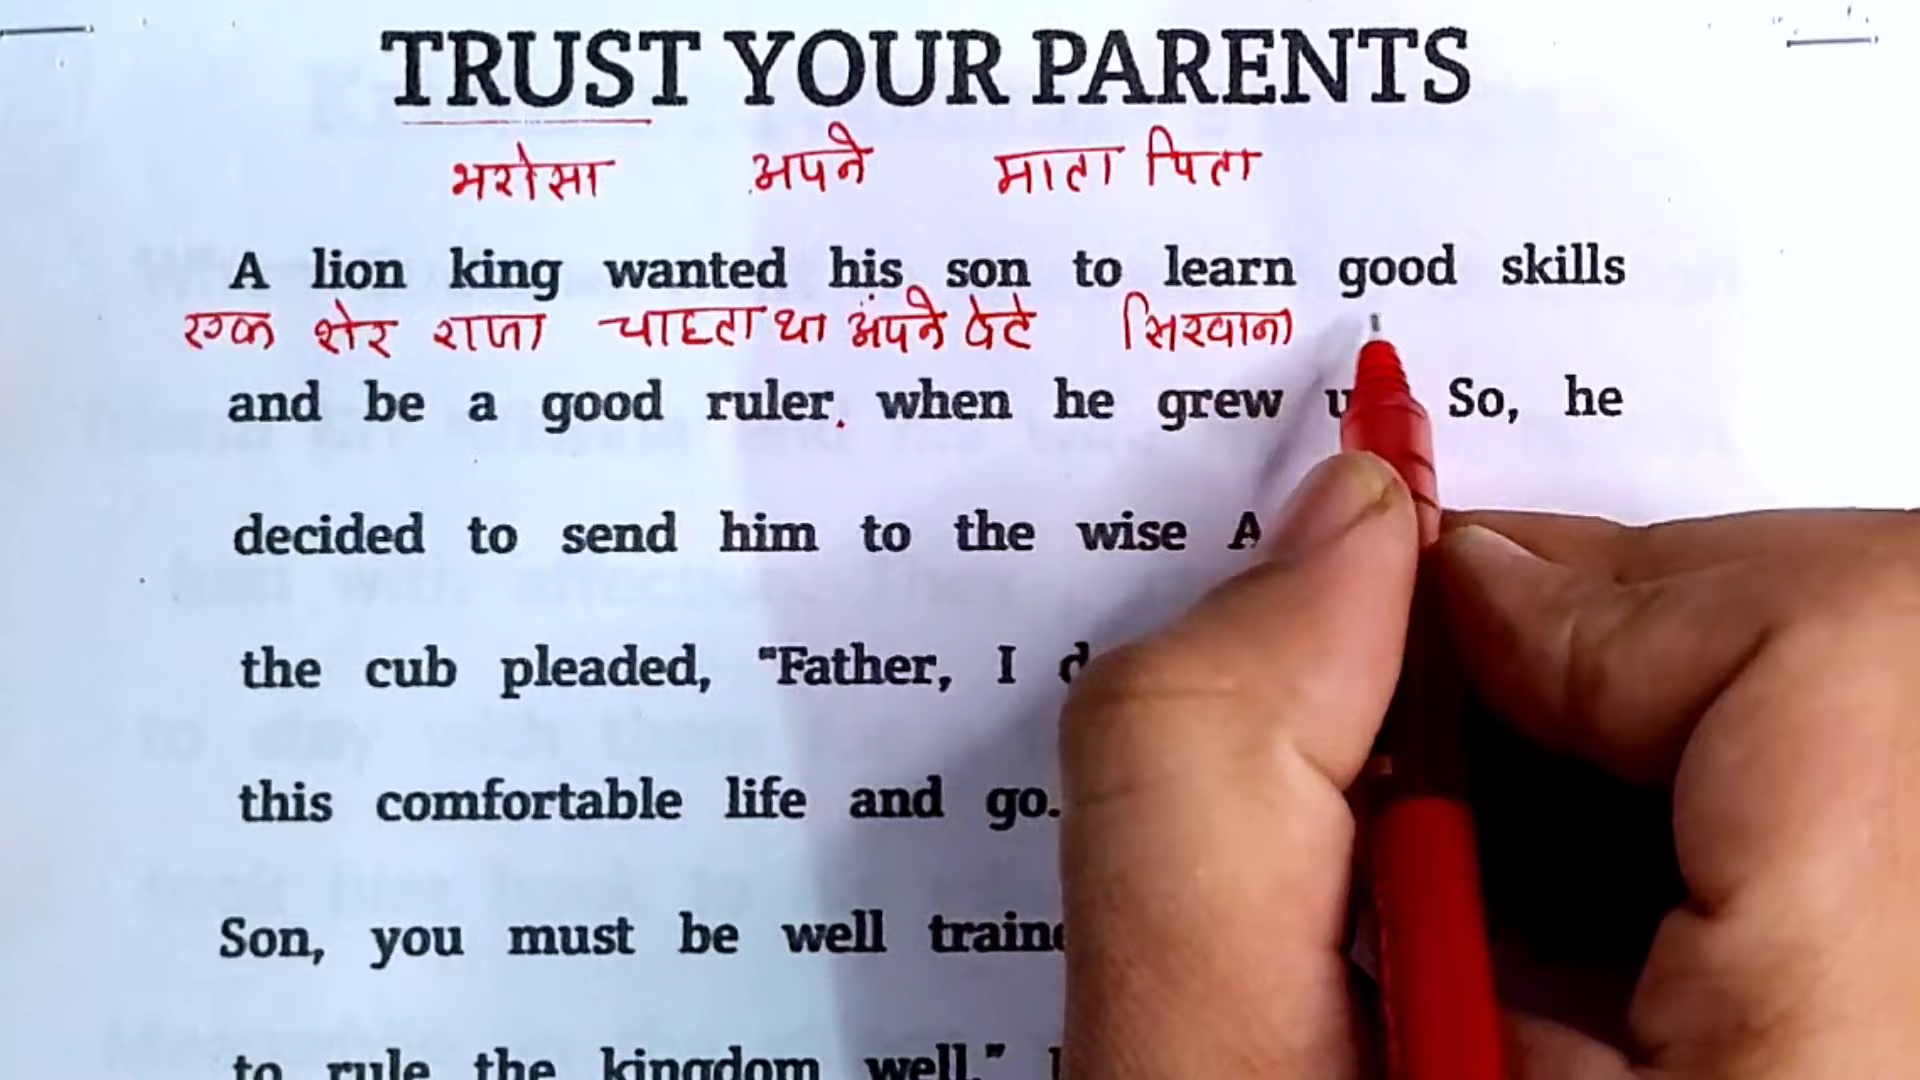 TRUST YOUR PARENTS
भरोसा अपने माता पिता
A lion king wanted his son to learn good skills
एक शेर राजा चाहता था अपने बेटे सिखाना
and be a good ruler. when he grew So, he
decided to send him to the wise
the cub pleaded, "Father, I
this comfortable life and go.
Son, you must be well
to rule the kingdom well."